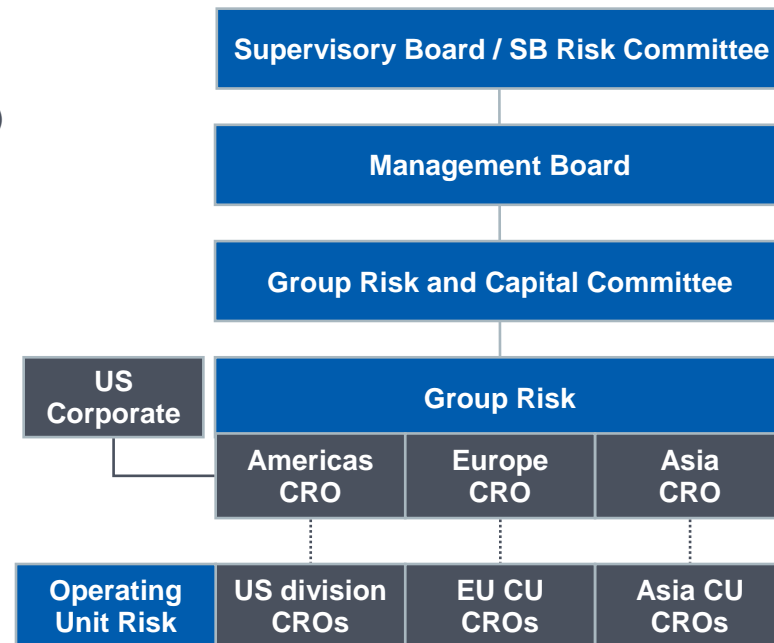 Supervisory Board / SB Risk Committee
)
Management Board
Group Risk and Capital Committee
US
Corporate
Group Risk
Americas
CRO
Europe
CRO
Asia
CRO
Operating
Unit Risk
US division
CROs
EU CU
CROs
Asia CU
CROs